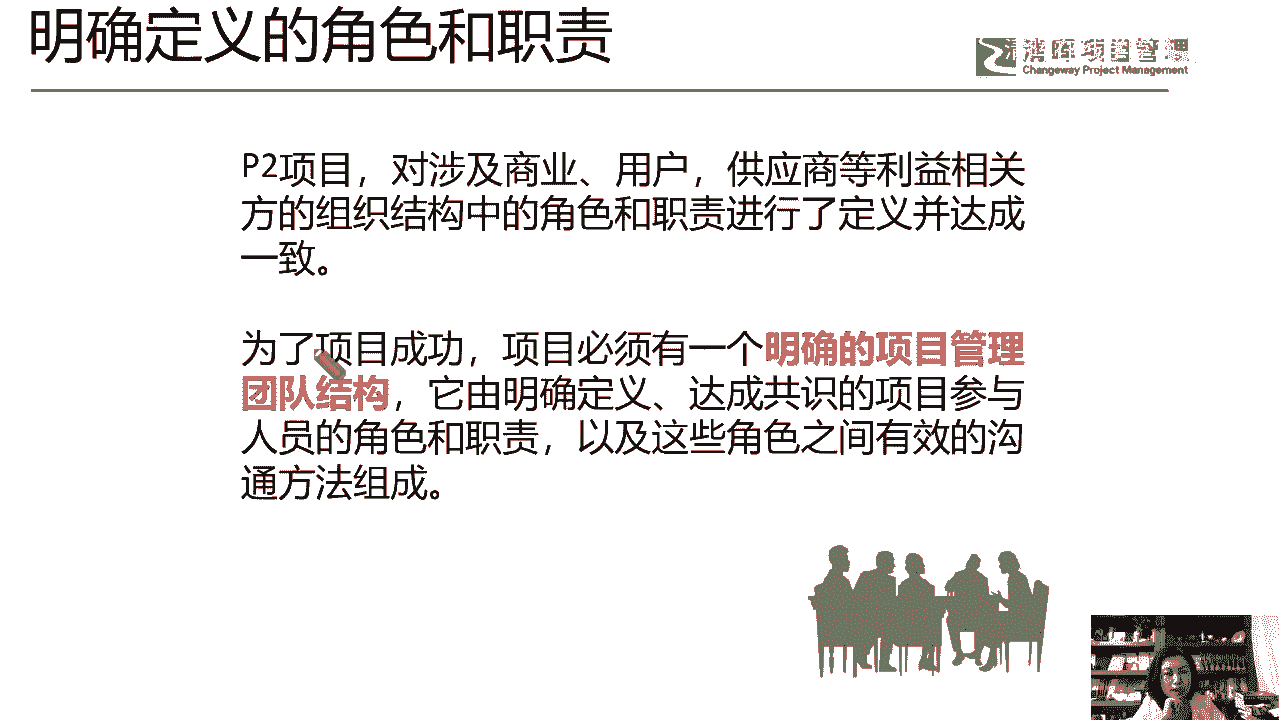 明确定义的角色和职责
清晖项目管理
Changeway Project Management
P2项目，对涉及商业、用户，供应商等利益相关
方的组织结构中的角色和职责进行了定义并达成
一致。
为了项目成功，项目必须有一个明确的项目管理
团队结构，它由明确定义、达成共识的项目参与
人员的角色和职责，以及这些角色之间有效的沟
通方法组成。